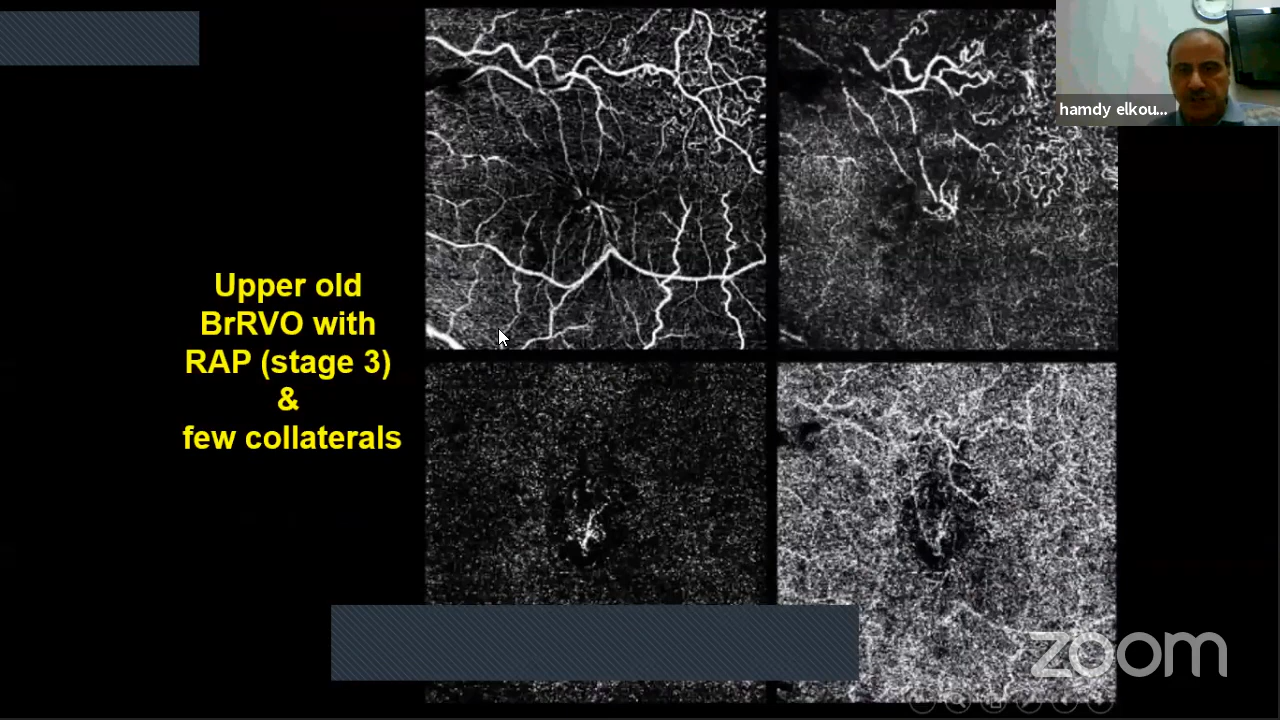 hamdy elkou...
Upper old
BrRVO with
RAP (stage 3)
&
few collaterals
zoom